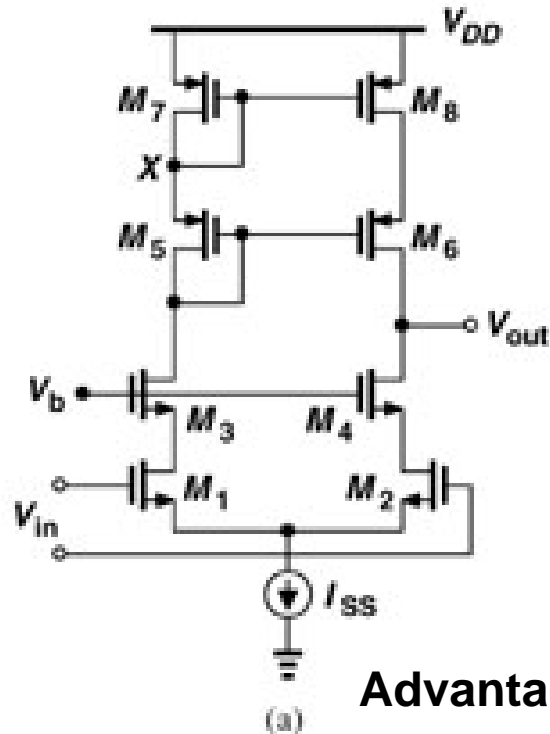 V_DD
M_7
M_8
X
M_5
M_6
V_out
V_b
M_3
M_4
M_1
M_2
V_in
I_SS
Advanta
(a)